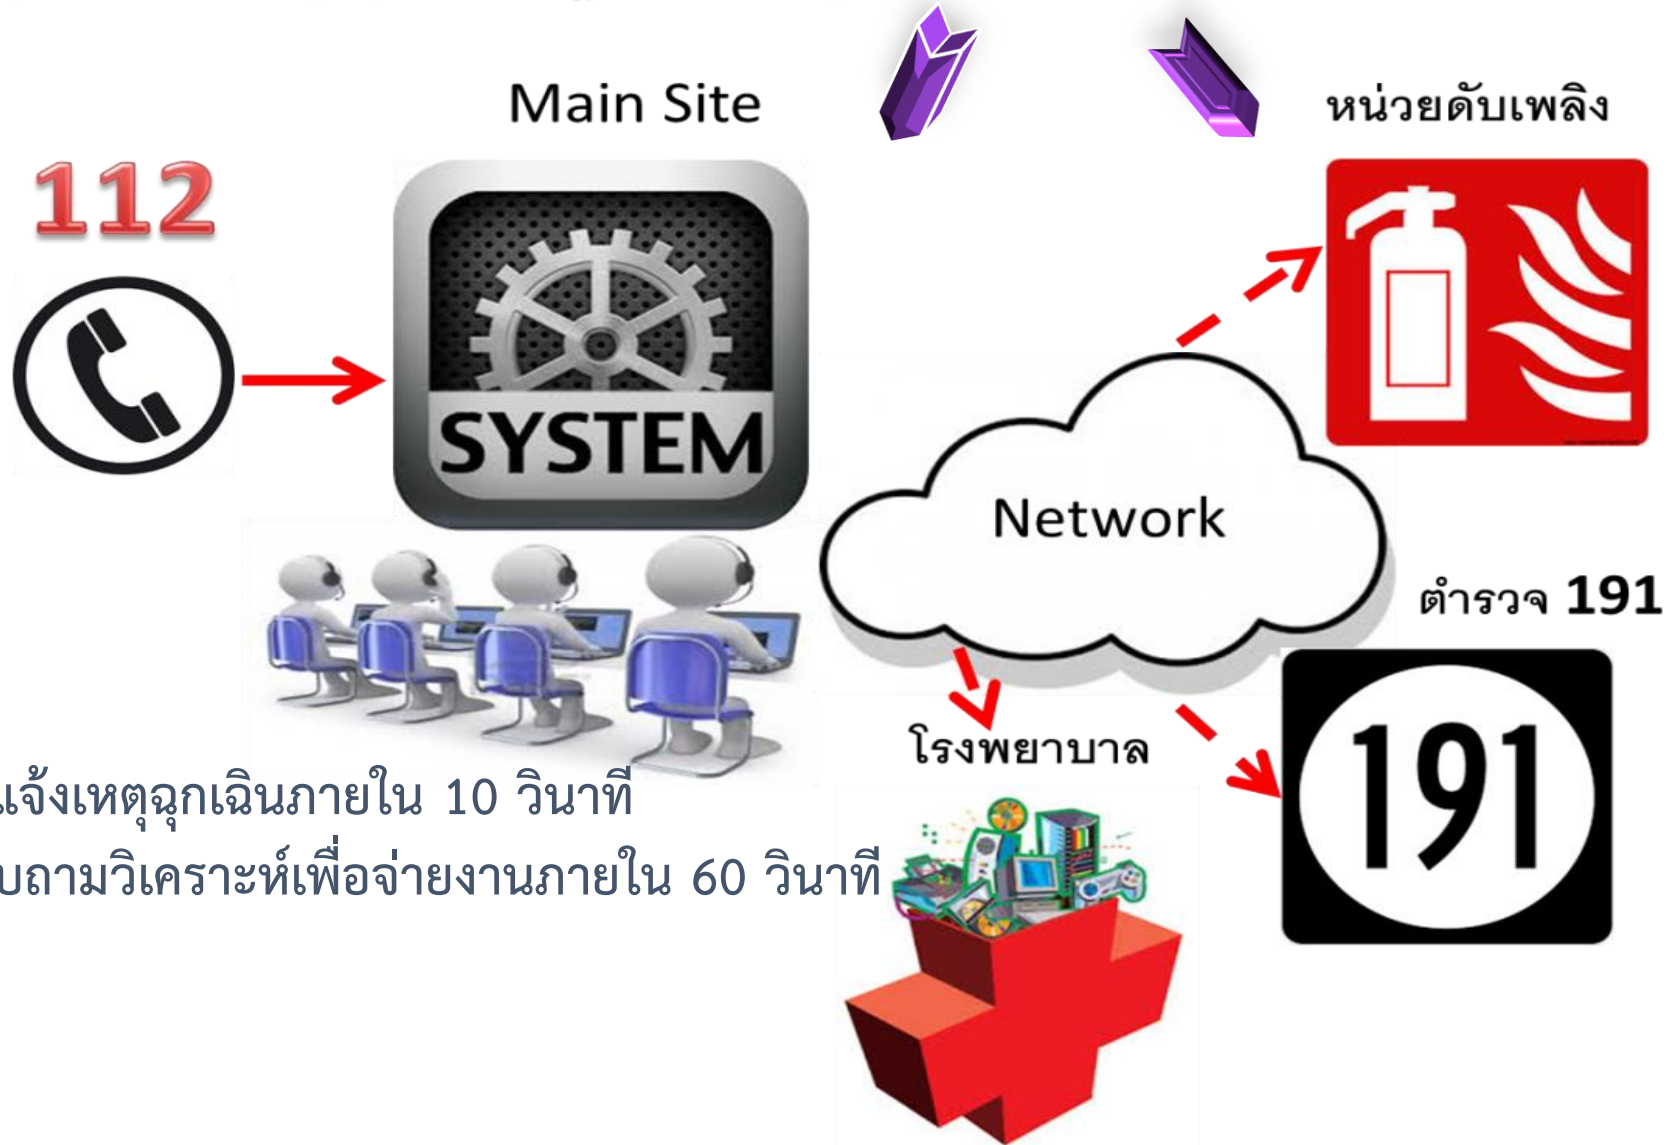 Main Site
หน่วยดับเพลิง
112
SYSTEM
Network
ตำรวจ 191
191
โรงพยาบาล
แจ้งเหตุฉุกเฉินภายใน 10 วินาที
บถามวิเคราะห์เพื่อจ่ายงานภายใน 60 วินาที